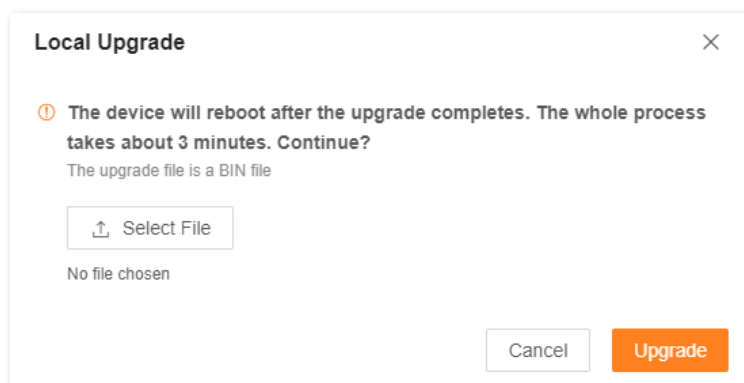 Local Upgrade
The device will reboot after the upgrade completes. The whole process
takes about 3 minutes. Continue?
The upgrade file is a BIN file
Select File
No file chosen
Cancel
Upgrade